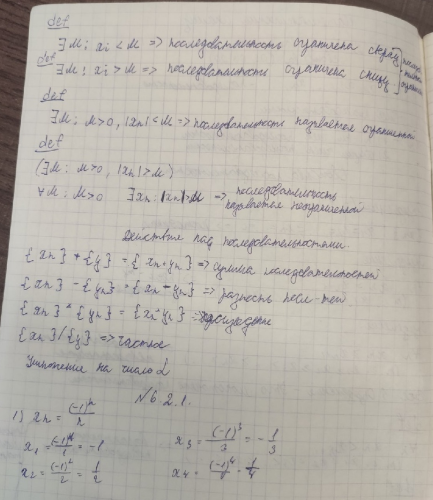 def
∃ M: xi < M => последовательность ограничена сверху
def
∃ M: xi > M => последовательность ограничена снизу
def
∃ M: M>0, |xn| < M => последовательность называется ограниченной
def
(∃ M: M>0, |xn|>M)
∀ M: M>0 ∃ xn: |xn|>M => последовательность
называется неограниченной
Действия над последовательностями
{xn} + {y} = {xn+yn} => сумма последовательностей
{xn} - {yn} = {xn-yn} => разность посл-тей
{xn} * {yn} = {xn*yn} => произведение
{xn}/{y} => частное
Умножение на число α
№ 6.2.1.
1) xn = (-1)^n/n
x1 = (-1)^1/1 = -1 x3 = (-1)^3/3 = -1/3
x2 = (-1)^2/2 = 1/2 x4 = (-1)^4/4 = 1/4